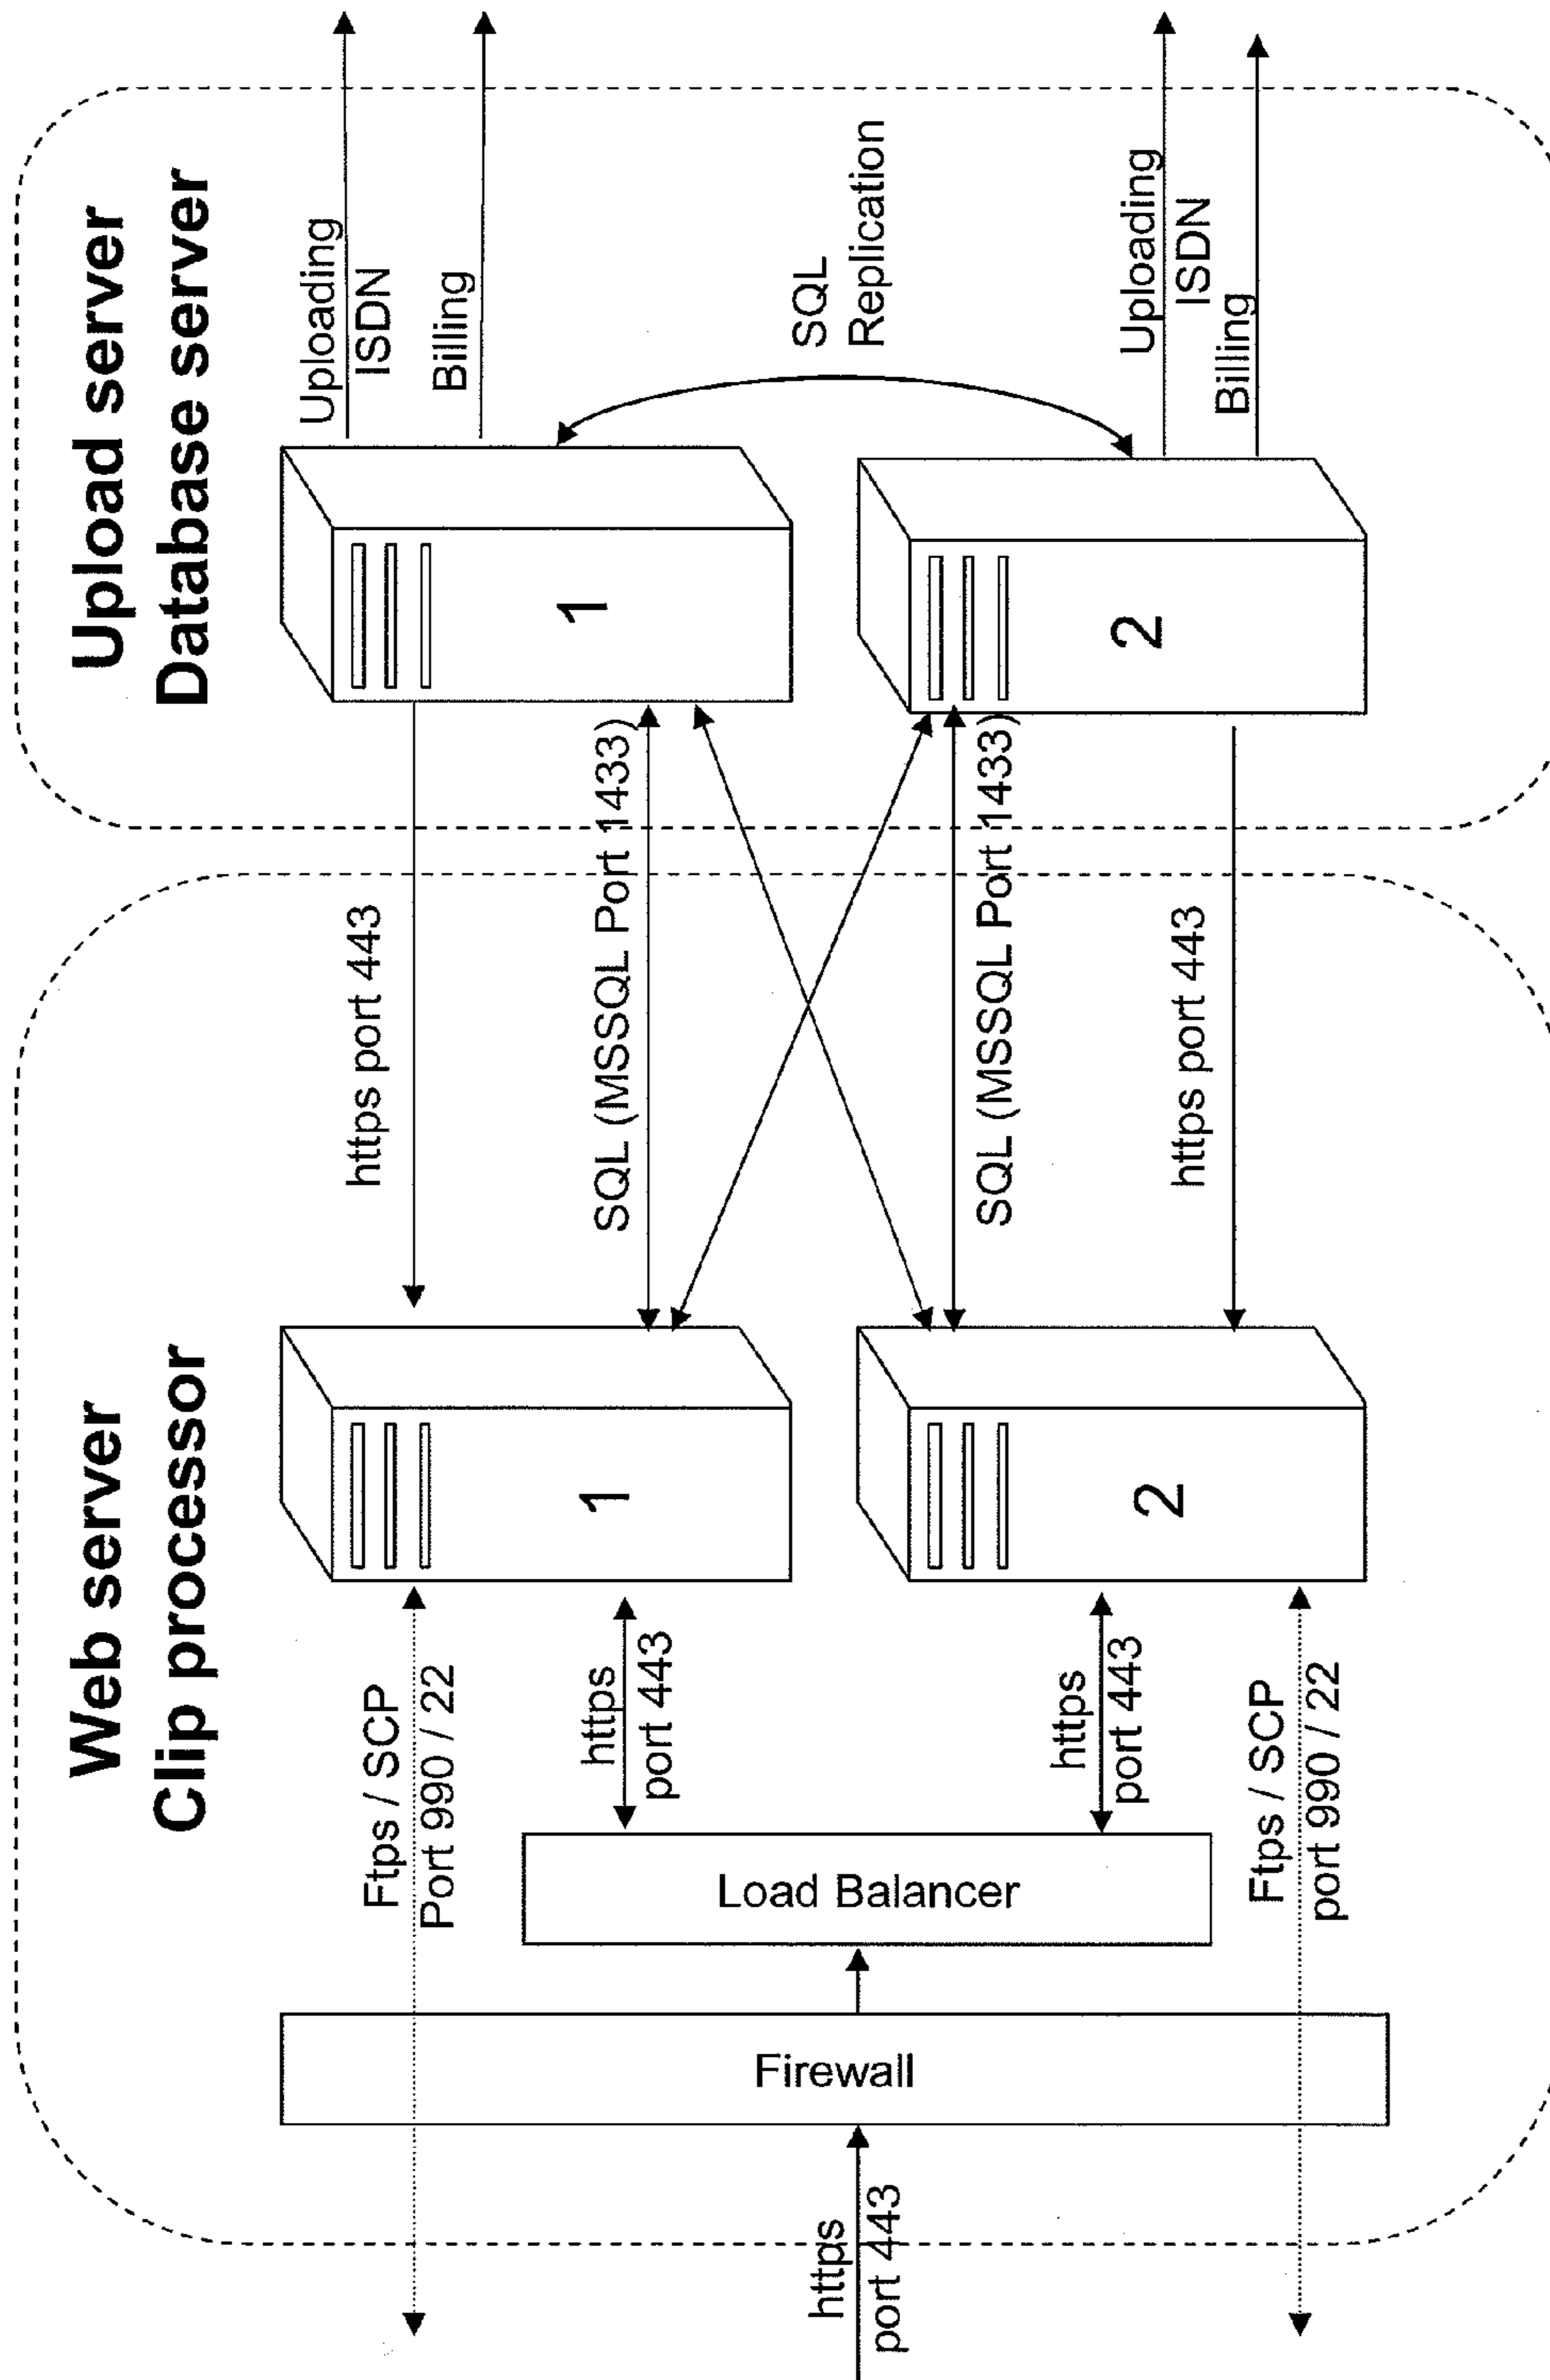 Web server
Clip processor
Upload server
Database server
Ftps / SCP
Port 990 / 22
https port 443
Uploading
ISDN
Billing
1
1
https
port 443
SQL (MSSQL Port 1433)
https
port 443
Firewall
Load Balancer
SQL
Replication
https
port 443
SQL (MSSQL Port 1433)
2
2
Ftps / SCP
port 990 / 22
https port 443
Uploading
ISDN
Billing